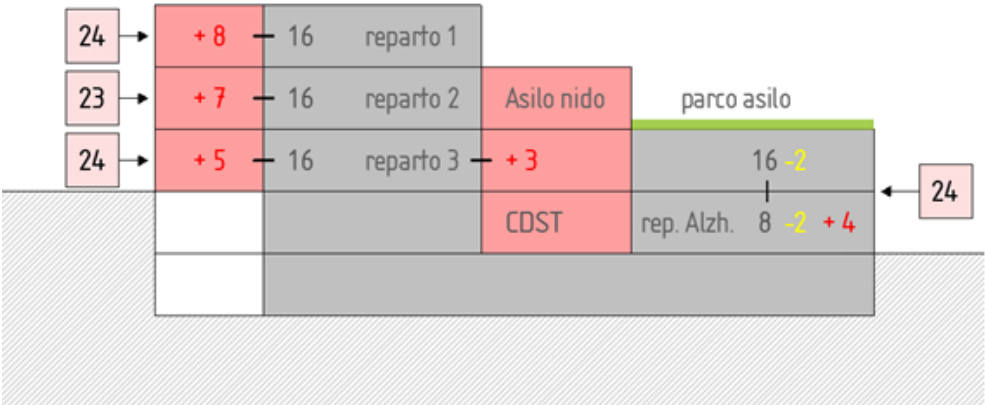 24 + 8 16 reparto 1
23 + 7 16 reparto 2 Asilo nido parco asilo
24 + 5 16 reparto 3 + 3 16 -2
24
CDST rep. Alzh. 8 -2 + 4